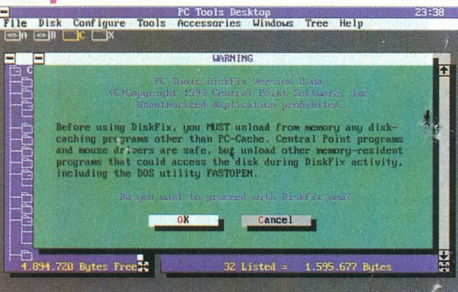 PC Tools Desktop 23:38
File Disk Configure Tools Access­ories Windows Tree Help
A B C X
WARNING
C
PC Tools DiskFix Version 8.0a
(C)Copyright 1993 Central Point Software, Inc.
Unauthorized duplication prohibited
Before using DiskFix, you MUST unload from memory any disk-
caching programs other than PC-Cache. Central Point programs
and mouse drivers are safe, but unload other memory-resident
programs that could access the disk during DiskFix activity,
including the DOS utility FASTOPEN.
Do you want to proceed with DiskFix now?
OK Cancel
4.894.720 Bytes Free 32 Listed = 1.595.677 Bytes